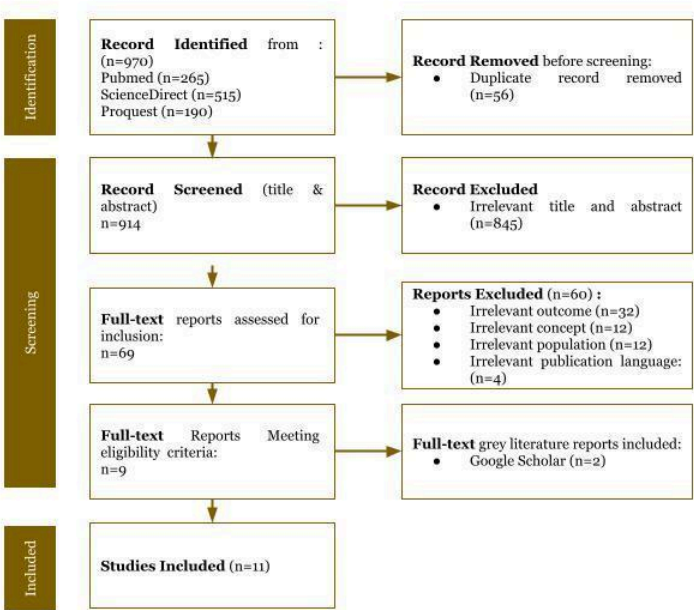 Identification
Record Identified from :
(n=970)
Pubmed (n=265)
ScienceDirect (n=515)
Proquest (n=190)
Record Removed before screening:
● Duplicate record removed
(n=56)
Screening
Record Screened (title &
abstract)
n=914
Record Excluded
● Irrelevant title and abstract
(n=845)
Full-text reports assessed for
inclusion:
n=69
Reports Excluded (n=60) :
● Irrelevant outcome (n=32)
● Irrelevant concept (n=12)
● Irrelevant population (n=12)
● Irrelevant publication language:
(n=4)
Full-text Reports Meeting
eligibility criteria:
n=9
Full-text grey literature reports included:
● Google Scholar (n=2)
Included
Studies Included (n=11)